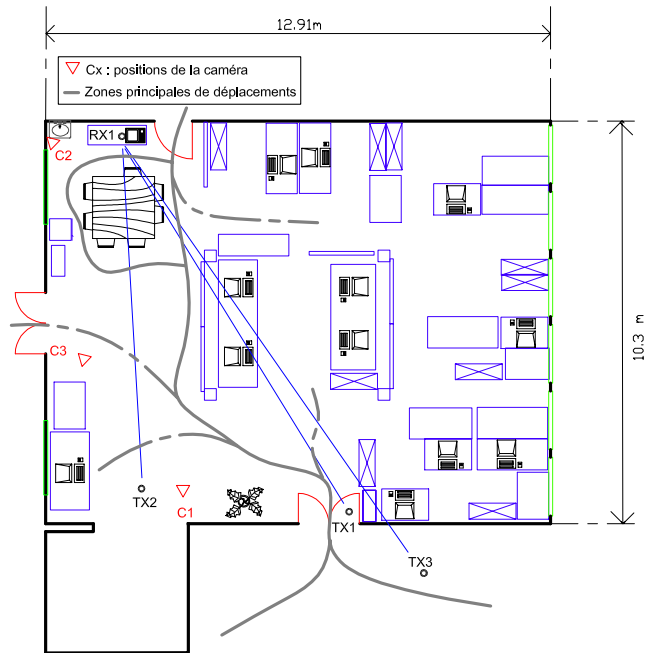 12.91m
Cx : positions de la caméra
Zones principales de déplacements
RX1
C2
C3
10.3 m
TX2
C1
TX1
TX3